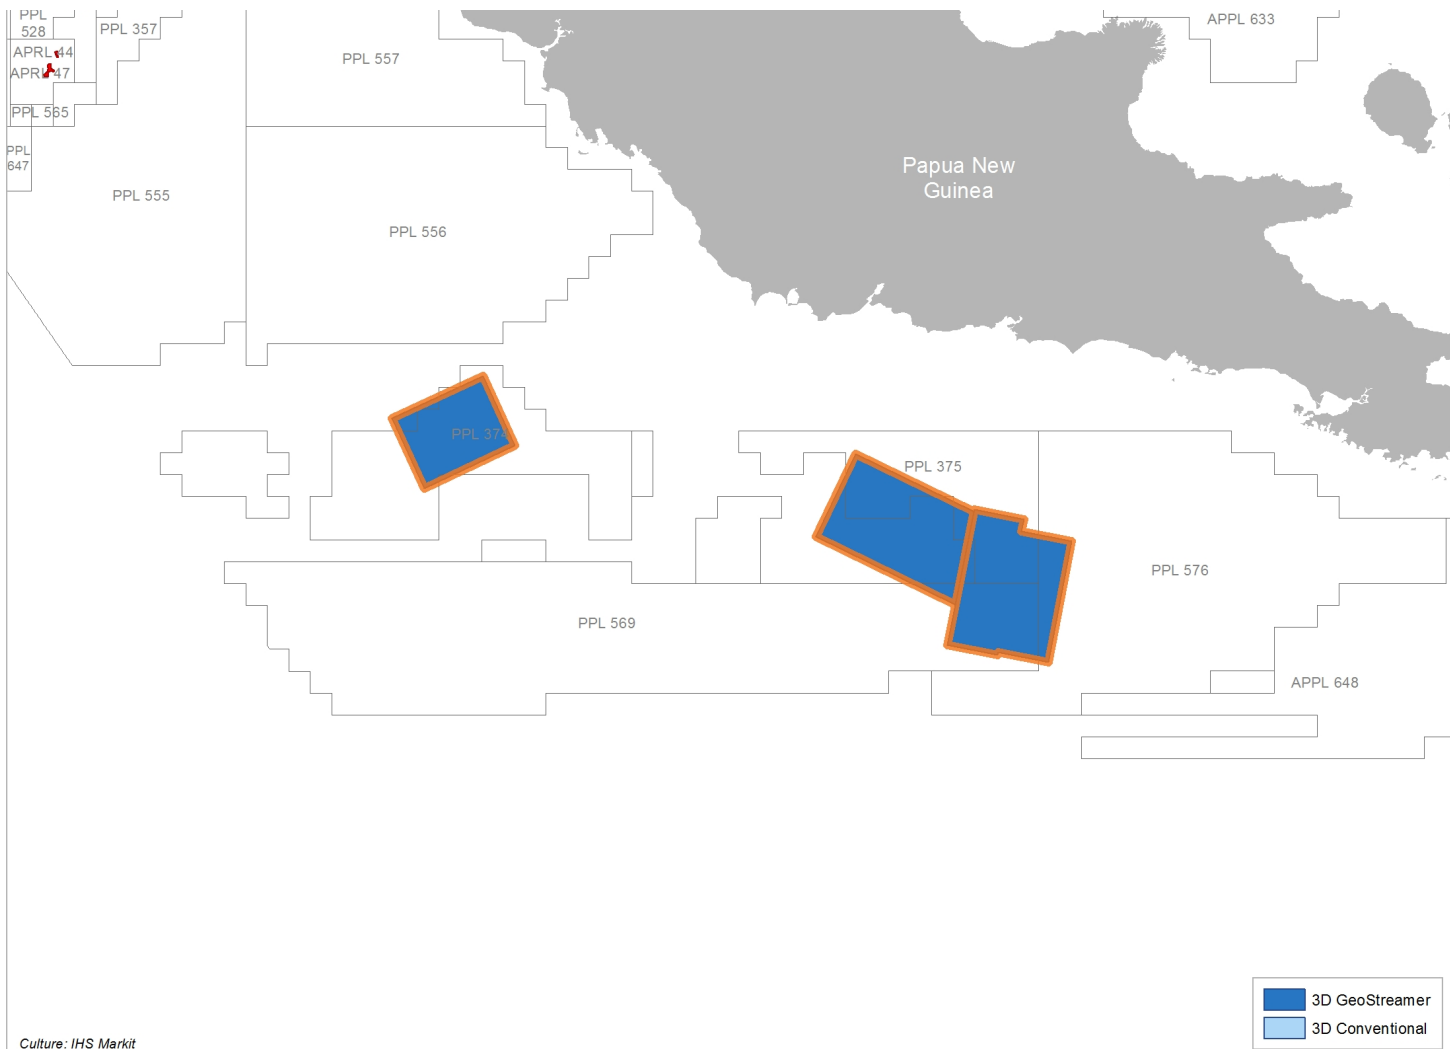 PPL
528
PPL 357
APPL 633
APRL 44
PPL 557
APRL 47
PPL 565
PPL
647
Papua New
Guinea
PPL 555
PPL 556
PPL 374
PPL 375
PPL 576
PPL 569
APPL 648
3D GeoStreamer
3D Conventional
Culture: IHS Markit